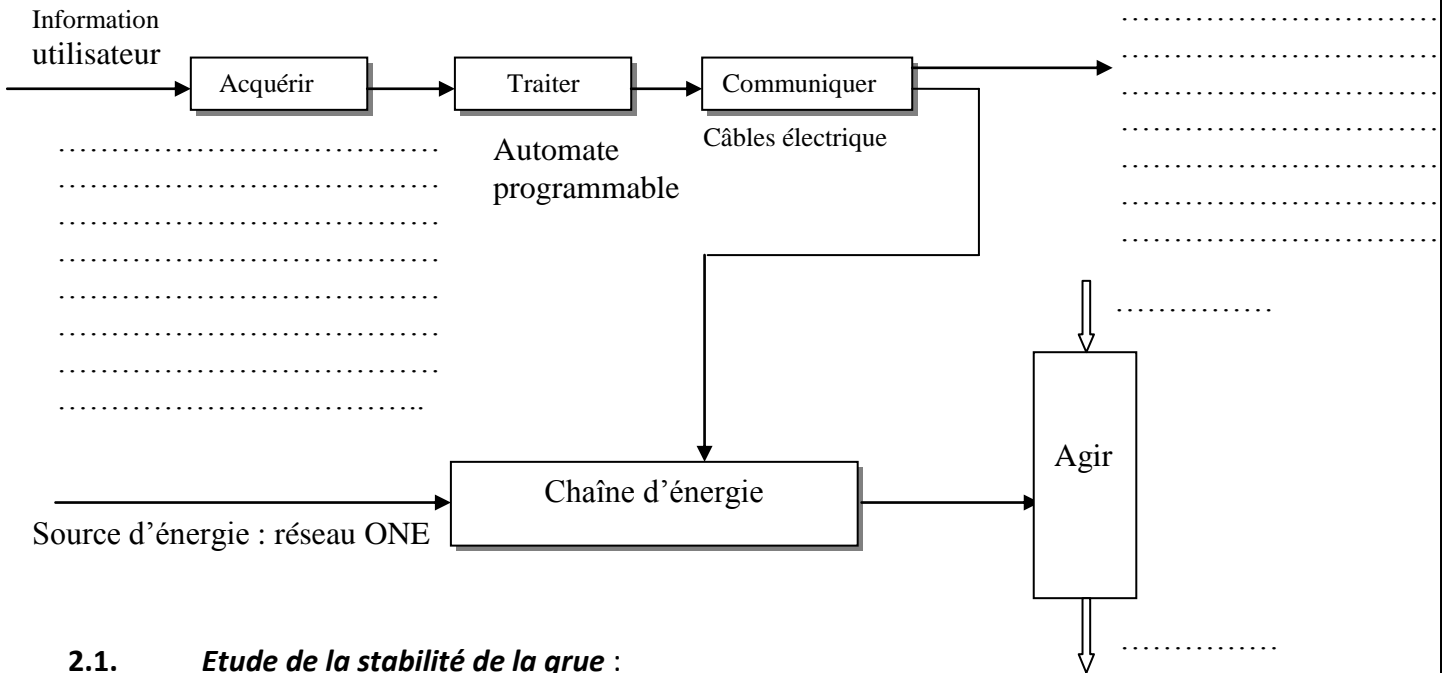 Information
utilisateur
Acquérir
Traiter
Communiquer
Automate
programmable
Câbles électrique
……………………………
……………………………
……………………………
……………………………
……………………………
……………………………
……………………………
…………………………………
…………………………………
…………………………………
…………………………………
…………………………………
…………………………………
…………………………………
………………………………..
……………
Agir
Chaîne d’énergie
Source d’énergie : réseau ONE
……………
2.1. Etude de la stabilité de la grue :